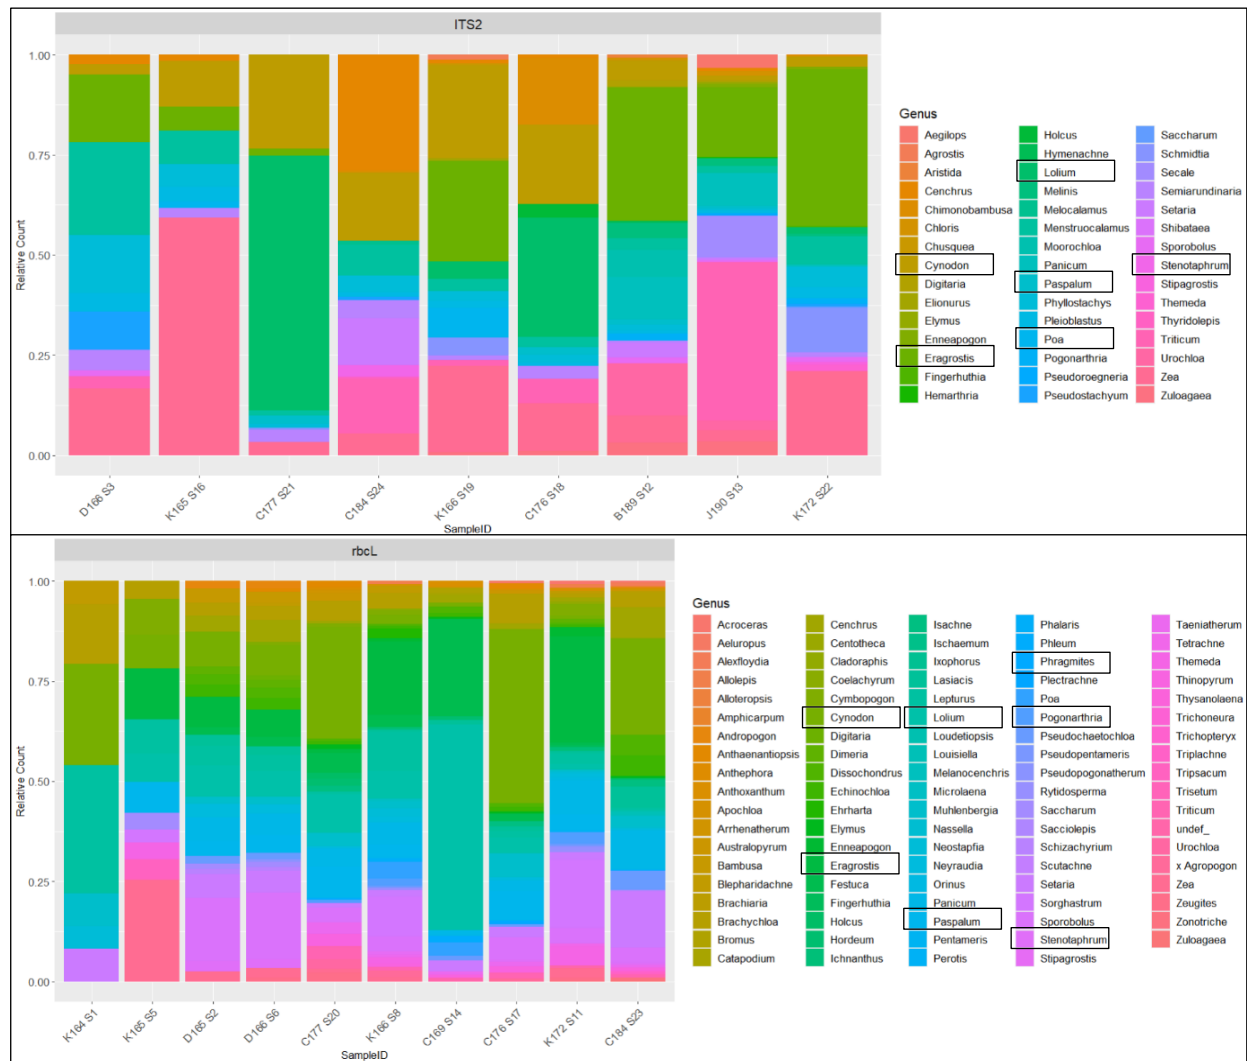 ITS2
1.00
0.75
0.50
0.25
0.00
Relative Count
D166 S3
K165 S16
C177 S21
C184 S24
K166 S19
C176 S18
B189 S12
J190 S13
K172 S22
SampleID
Genus
Aegilops
Agrostis
Aristida
Cenchrus
Chimonobambusa
Chloris
Chusquea
Cynodon
Digitaria
Elionurus
Elymus
Enneapogon
Eragrostis
Fingerhuthia
Hemarthria
Holcus
Hymenachne
Lolium
Melinis
Melocalamus
Menstruocalamus
Moorochloa
Panicum
Paspalum
Phyllostachys
Pleioblastus
Poa
Pogonarthria
Pseudoroegneria
Pseudostachyum
Saccharum
Schmidtia
Secale
Semiarundinaria
Setaria
Shibataea
Sporobolus
Stenotaphrum
Stipagrostis
Themeda
Thyridolepis
Triticum
Urochloa
Zea
Zuloagaea
rbcL
1.00
0.75
0.50
0.25
0.00
Relative Count
K164 S1
K165 S5
D165 S2
D166 S6
C177 S20
K166 S8
C169 S14
C176 S17
K172 S11
C184 S23
SampleID
Genus
Acroceras
Aeluropus
Alexfloydia
Allolepis
Alloteropsis
Amphicarpum
Andropogon
Anthaenantiopsis
Anthephora
Anthoxanthum
Apochloa
Arrhenatherum
Australopyrum
Bambusa
Blepharidachne
Brachiaria
Brachychloa
Bromus
Catapodium
Cenchrus
Centotheca
Cladoraphis
Coelachyrum
Cymbopogon
Cynodon
Digitaria
Dimeria
Dissochondrus
Echinochloa
Ehrharta
Elymus
Enneapogon
Eragrostis
Festuca
Fingerhuthia
Holcus
Hordeum
Ichnanthus
Isachne
Ischaemum
Ixophorus
Lasiacis
Lepturus
Lolium
Loudetiopsis
Louisiella
Melanocenchris
Microlaena
Muhlenbergia
Nassella
Neostapfia
Neyraudia
Orinus
Panicum
Paspalum
Pentameris
Perotis
Phalaris
Phleum
Phragmites
Plectrachne
Poa
Pogonarthria
Pseudochaetochloa
Pseudopentameris
Pseudopogonatherum
Rytidosperma
Saccharum
Sacciolepis
Schizachyrium
Scutachne
Setaria
Sorghastrum
Sporobolus
Stenotaphrum
Stipagrostis
Taeniatherum
Tetrachne
Themeda
Thinopyrum
Thysanolaena
Trichoneura
Trichopteryx
Triplachne
Tripsacum
Trisetum
Triticum
undef_
Urochloa
x Agropogon
Zea
Zeugites
Zonotriche
Zuloagaea